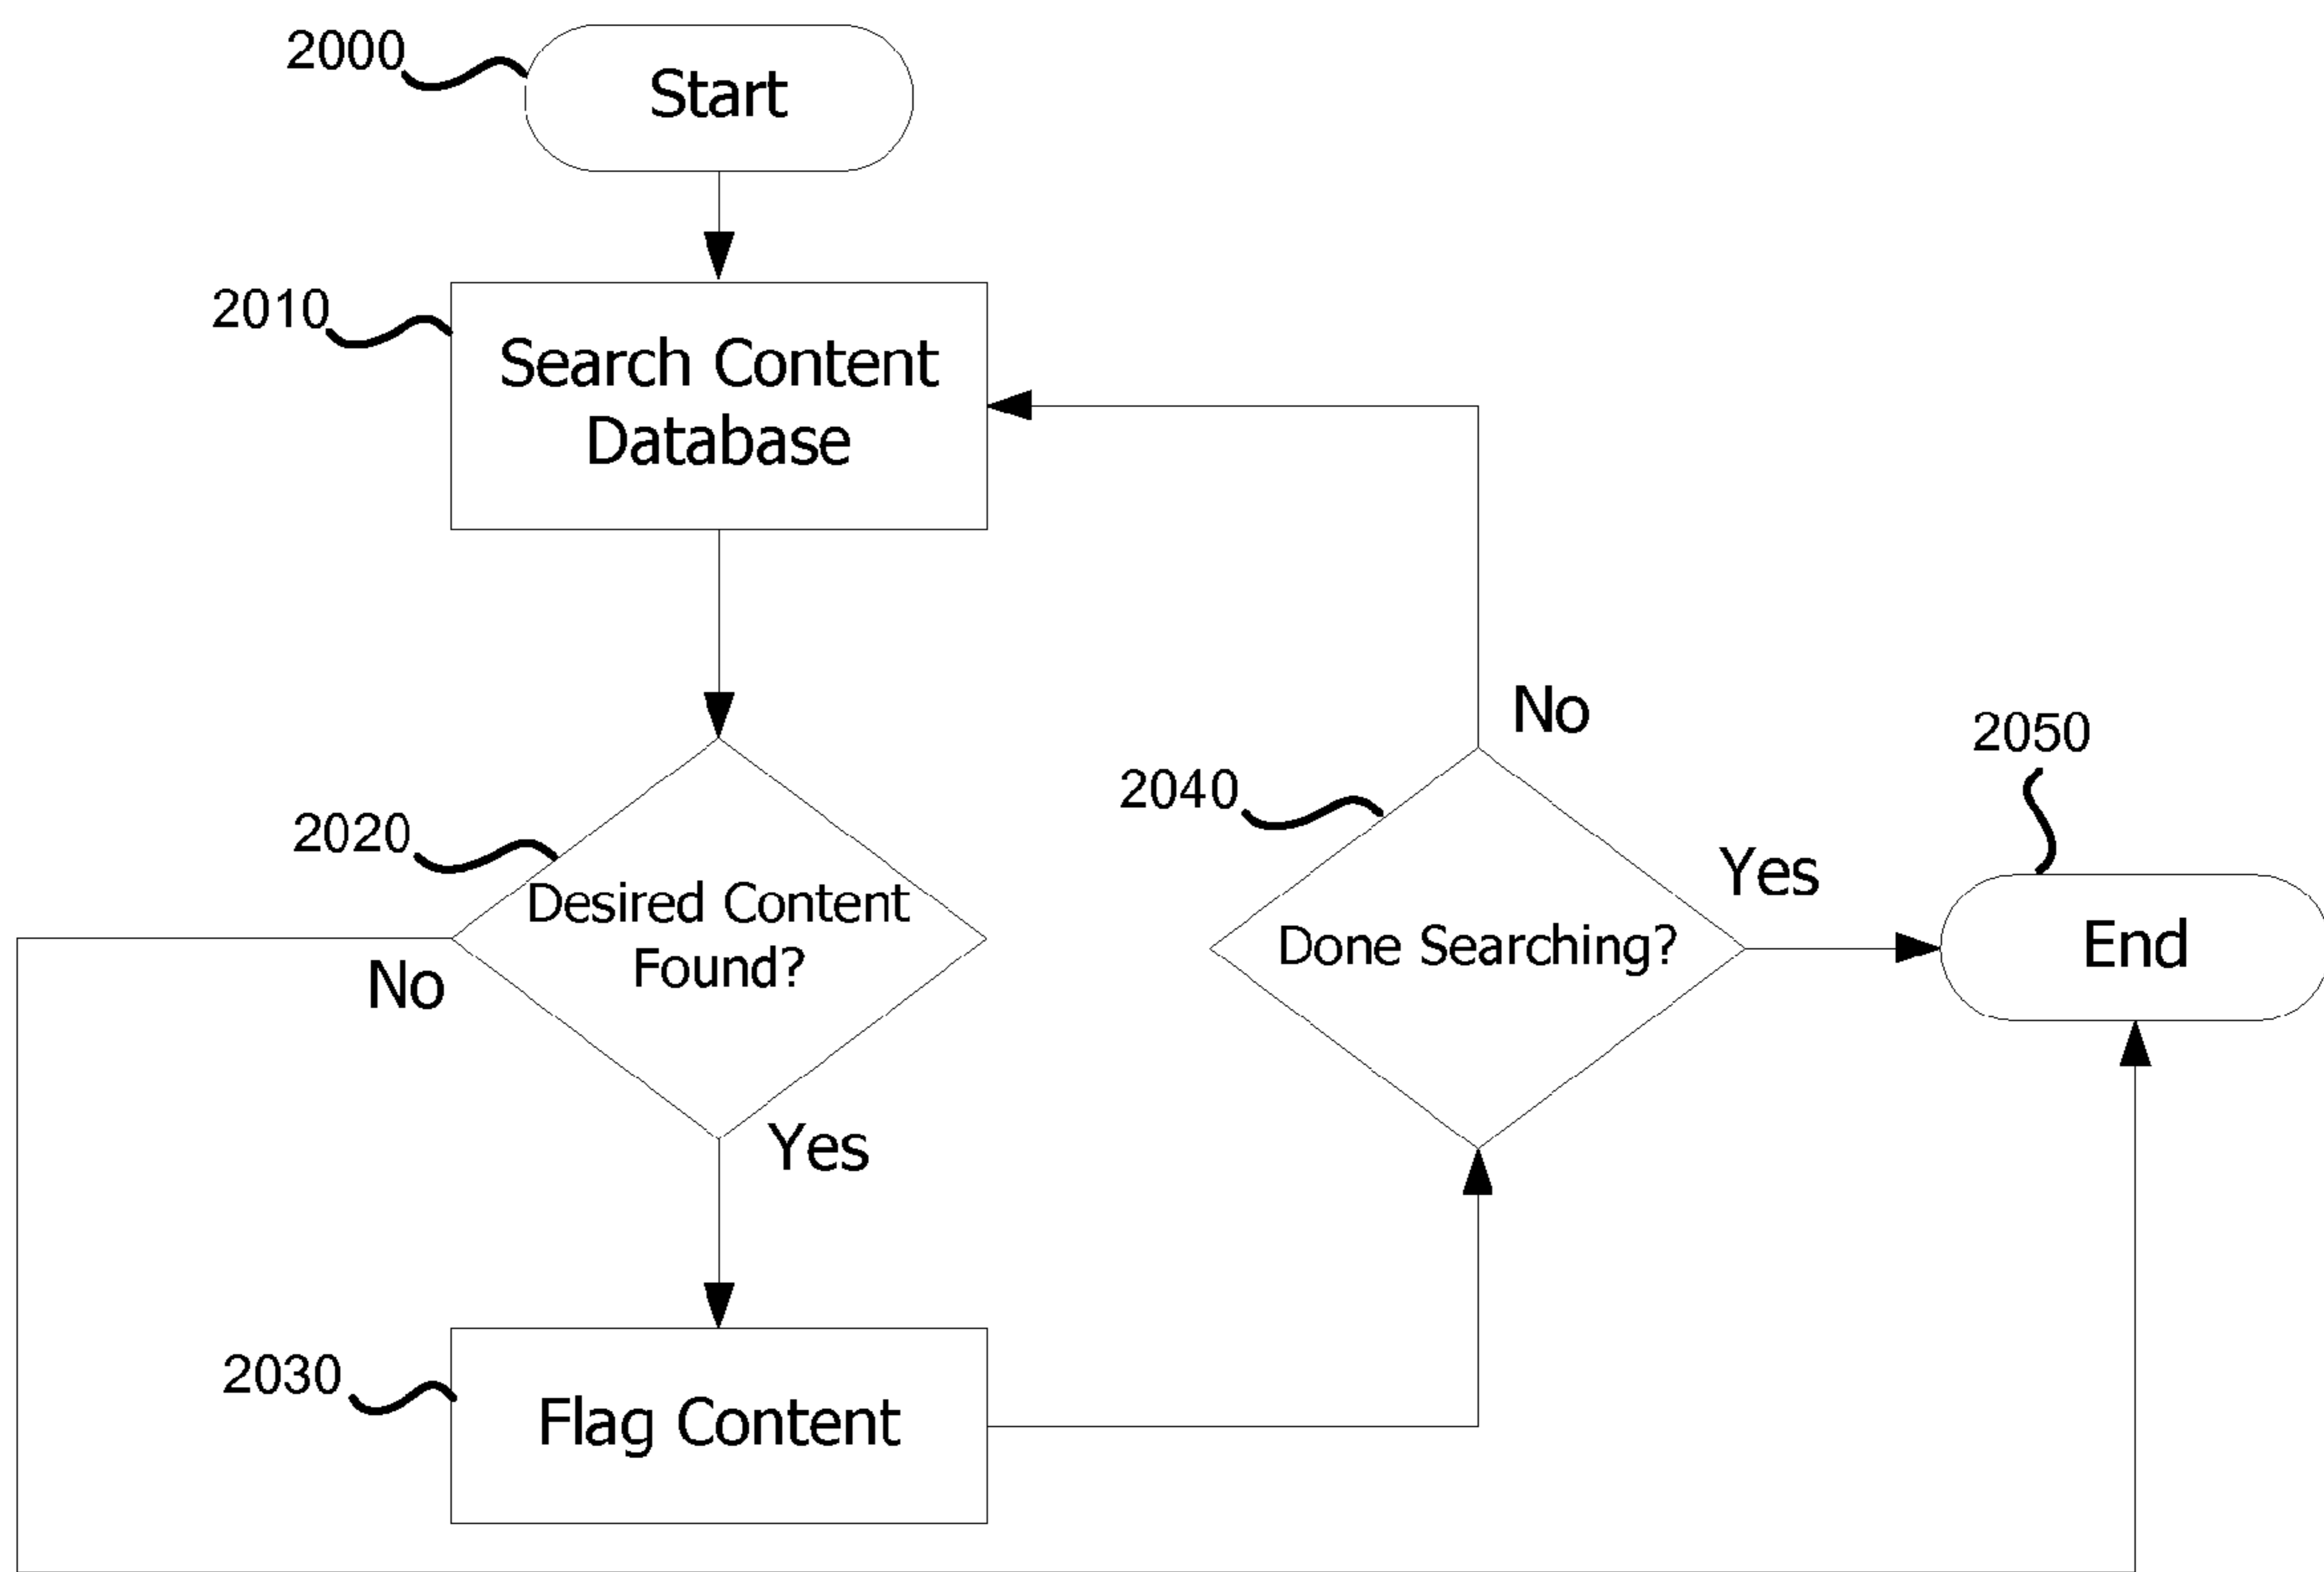 2000
Start
2010
Search Content
Database
No
2050
2040
2020
Yes
Desired Content
Found?
Done Searching?
End
No
Yes
2030
Flag Content